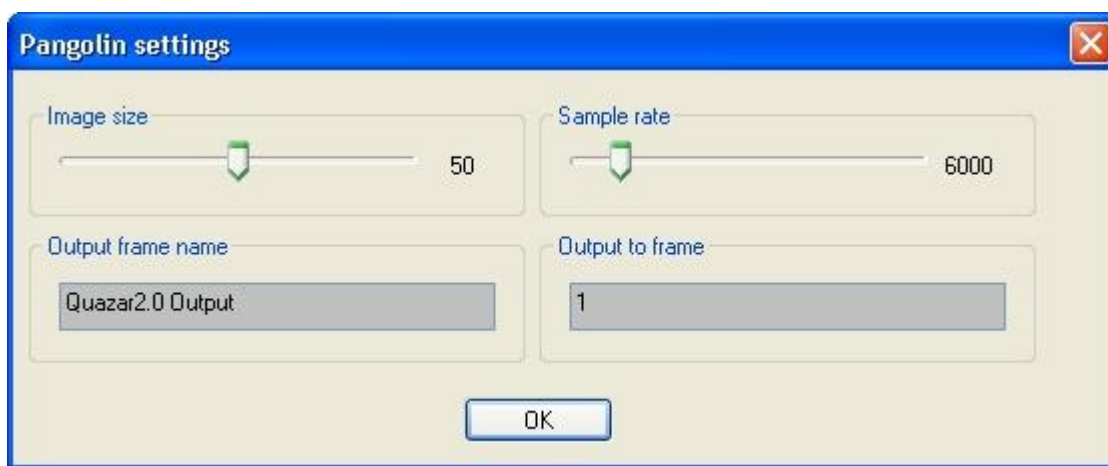 Pangolin settings
Image size
50
Sample rate
6000
Output frame name
Quazar2.0 Output
Output to frame
1
OK